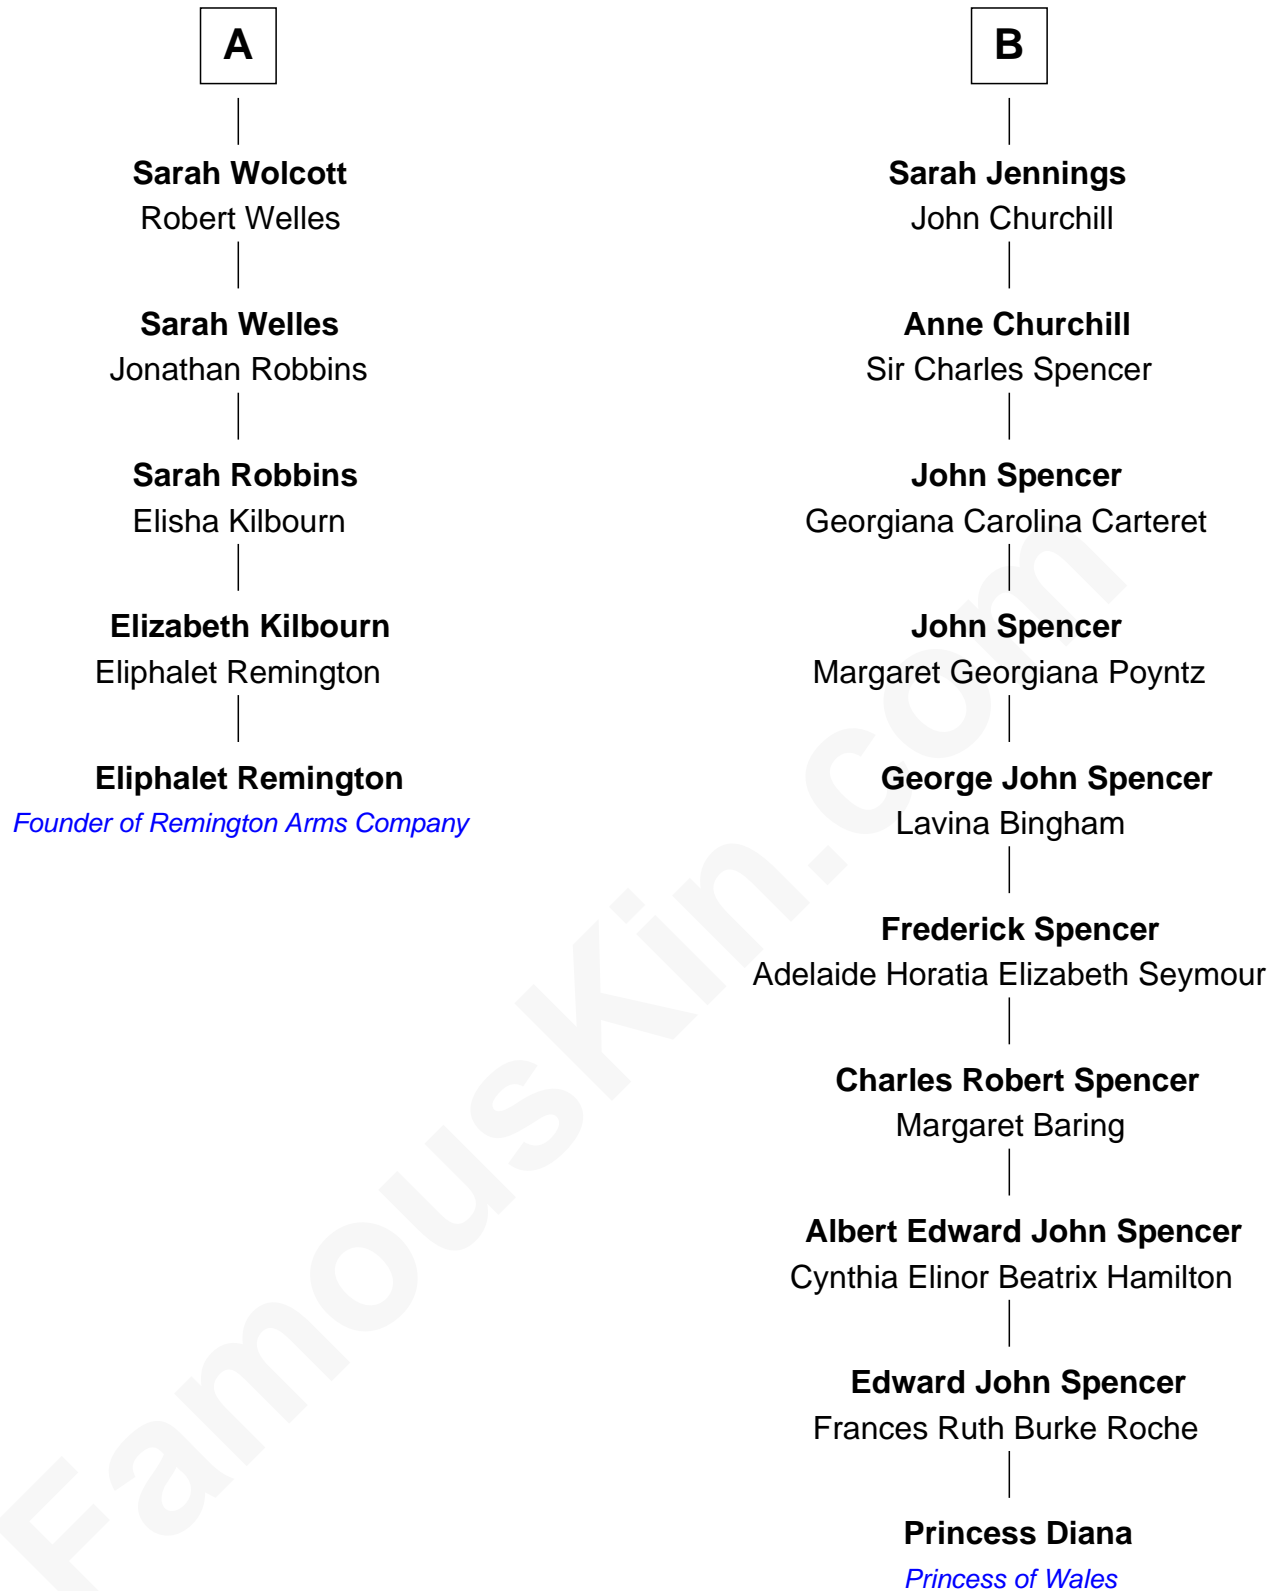 A
Sarah Wolcott
Robert Welles
Sarah Welles
Jonathan Robbins
Sarah Robbins
Elisha Kilbourn
Elizabeth Kilbourn
Eliphalet Remington
Eliphalet Remington
Founder of Remington Arms Company
B
Sarah Jennings
John Churchill
Anne Churchill
Sir Charles Spencer
John Spencer
Georgiana Carolina Carteret
John Spencer
Margaret Georgiana Poyntz
George John Spencer
Lavina Bingham
Frederick Spencer
Adelaide Horatia Elizabeth Seymour
Charles Robert Spencer
Margaret Baring
Albert Edward John Spencer
Cynthia Elinor Beatrix Hamilton
Edward John Spencer
Frances Ruth Burke Roche
Princess Diana
Princess of Wales
FamousKin.com